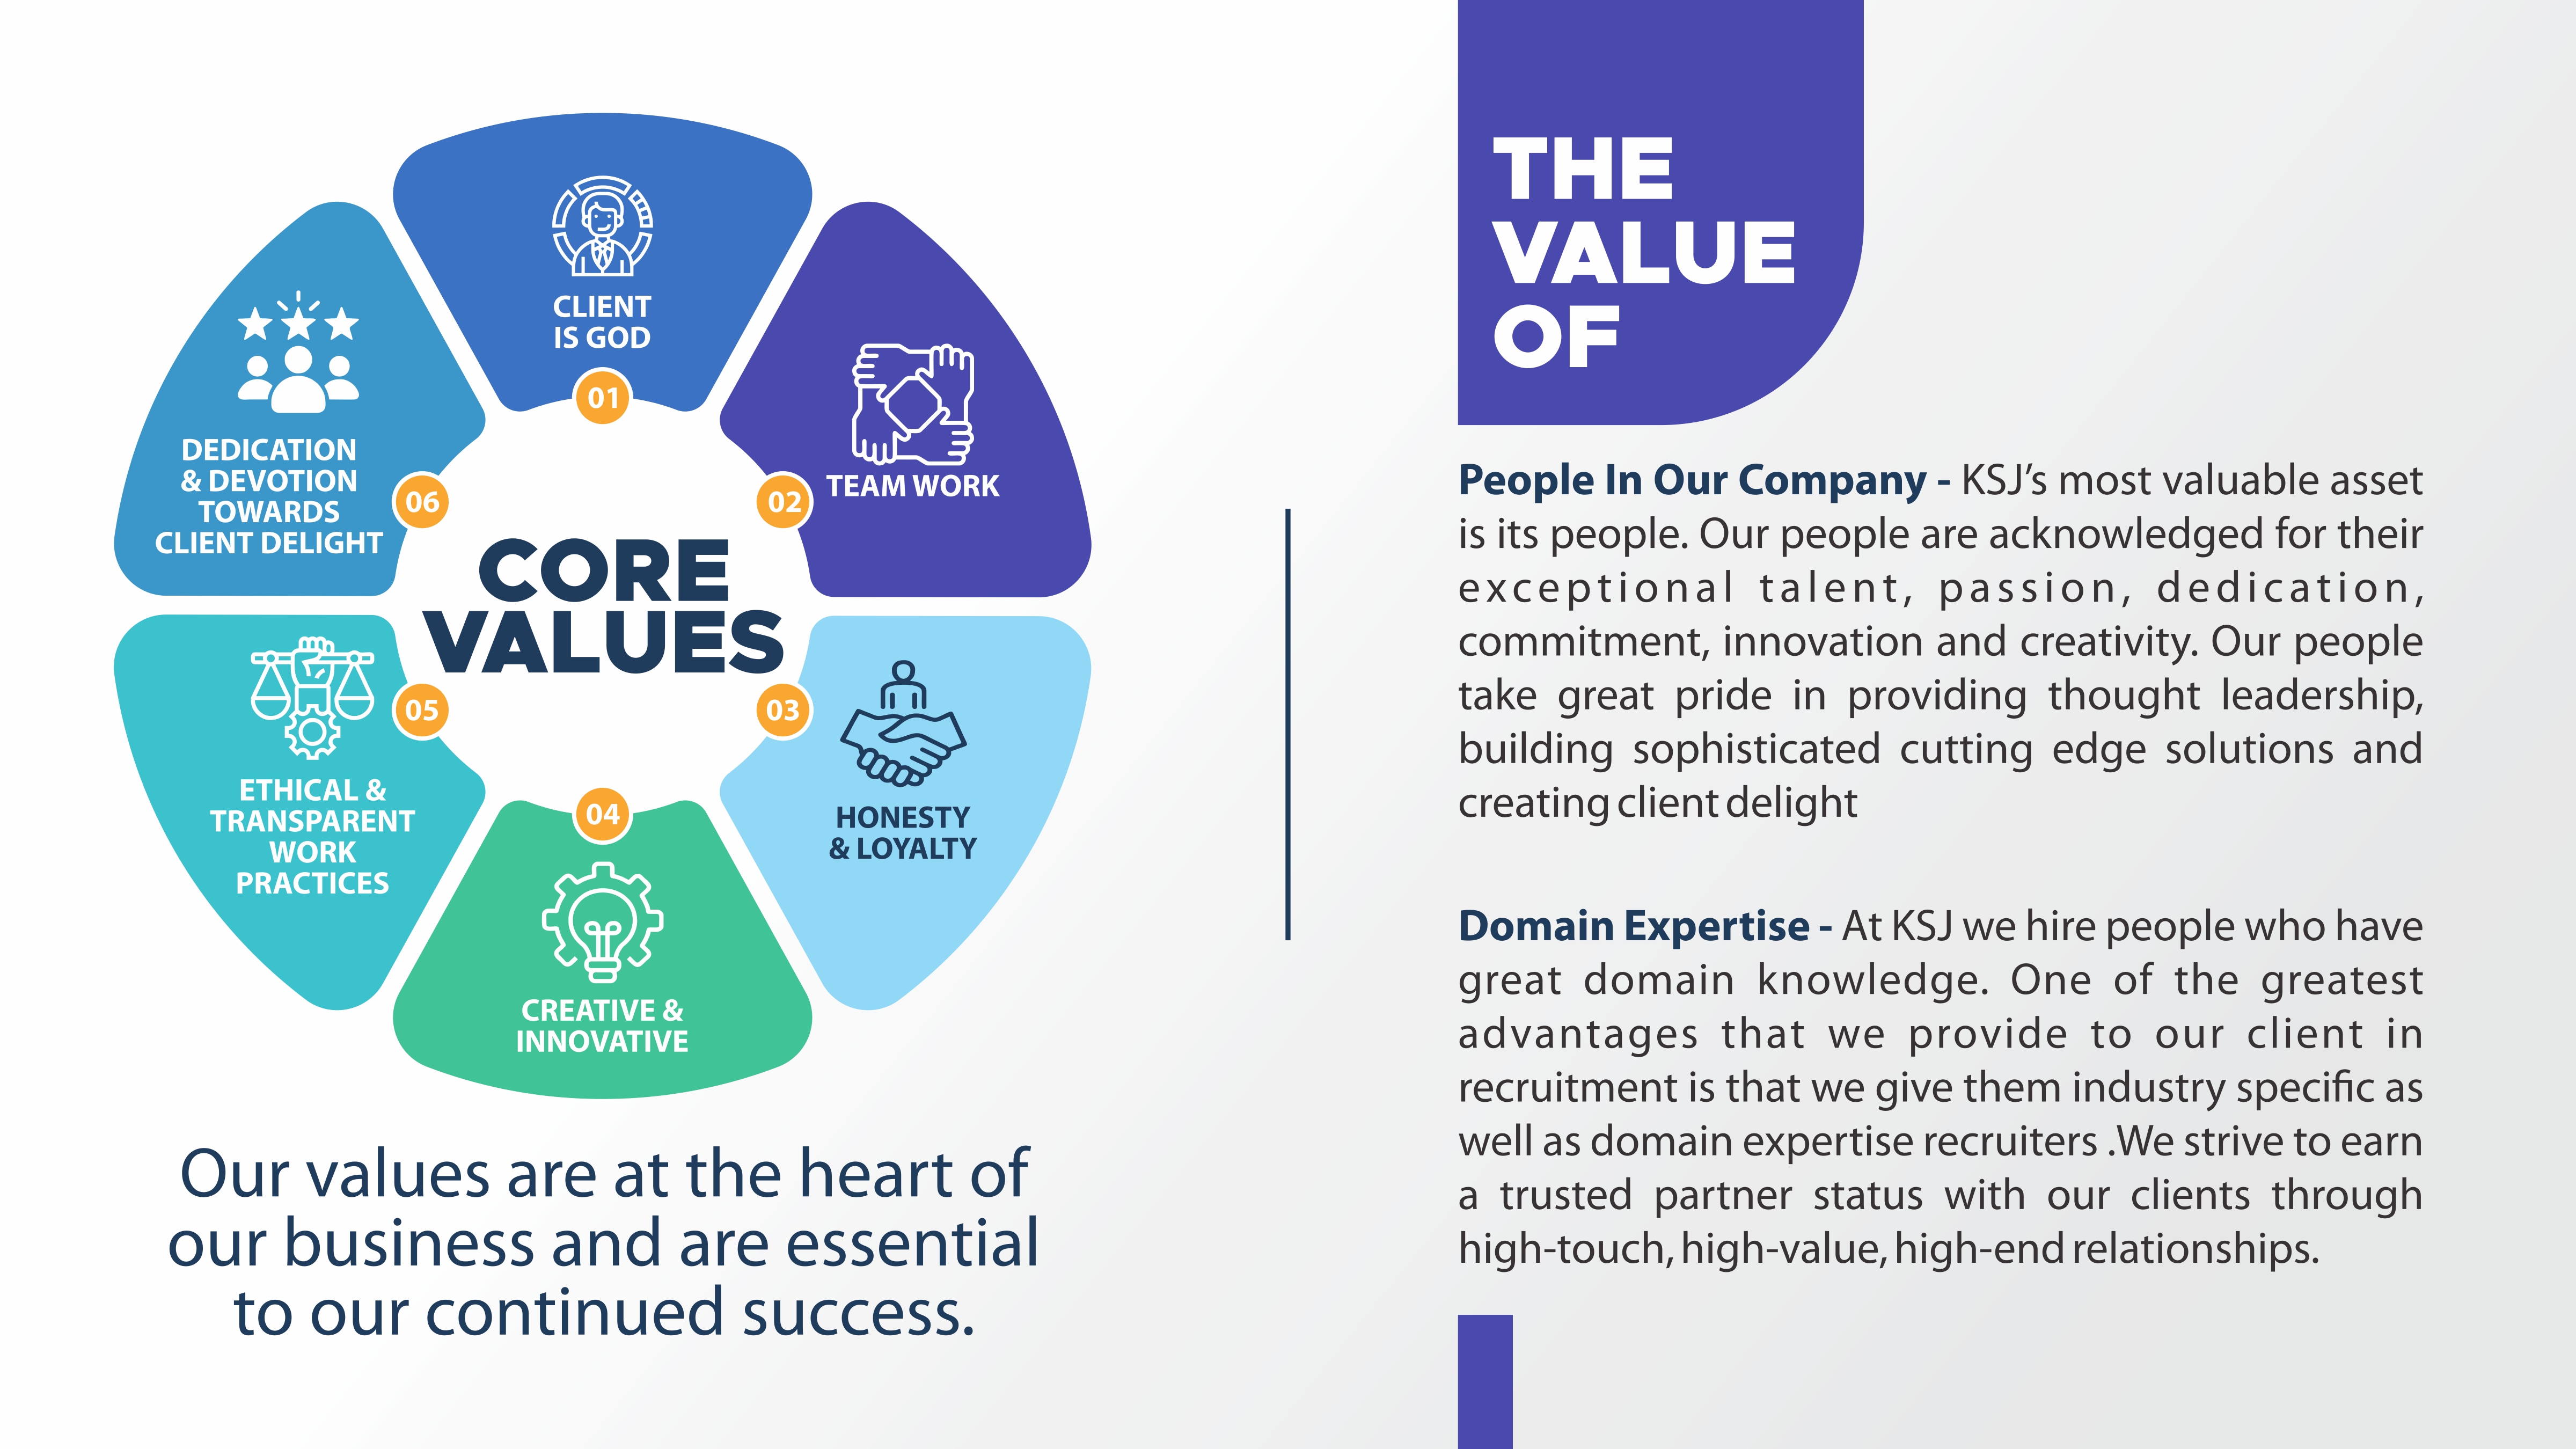 CLIENT
IS GOD
01
TEAM WORK
02
HONESTY
& LOYALTY
03
CREATIVE &
INNOVATIVE
04
ETHICAL &
TRANSPARENT
WORK
PRACTICES
05
DEDICATION
& DEVOTION
TOWARDS
CLIENT DELIGHT
06
CORE
VALUES
Our values are at the heart of
our business and are essential
to our continued success.
THE
VALUE
OF
People In Our Company - KSJ’s most valuable asset
is its people. Our people are acknowledged for their
exceptional talent, passion, dedication,
commitment, innovation and creativity. Our people
take great pride in providing thought leadership,
building sophisticated cutting edge solutions and
creating client delight
Domain Expertise - At KSJ we hire people who have
great domain knowledge. One of the greatest
advantages that we provide to our client in
recruitment is that we give them industry specific as
well as domain expertise recruiters .We strive to earn
a trusted partner status with our clients through
high-touch, high-value, high-end relationships.